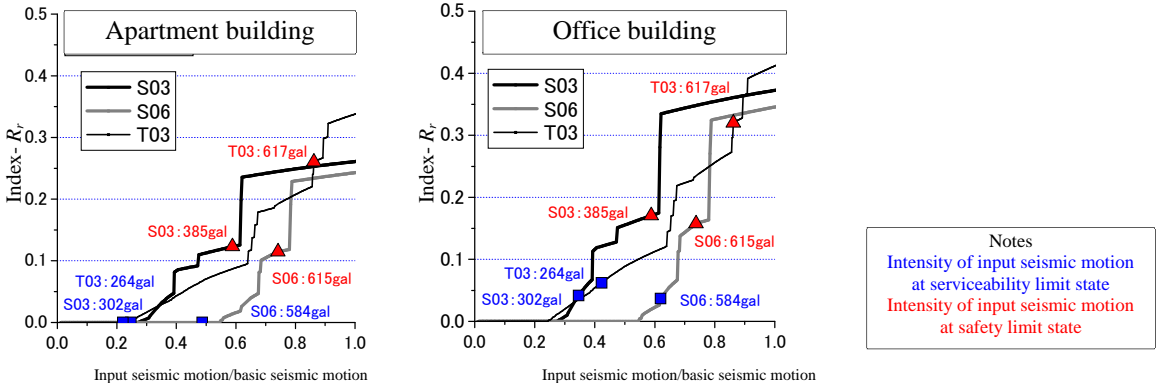 Apartment building
0.5
0.4
0.3
0.2
0.1
0.0
Index- Rr
S03
S06
T03
T03:617gal
S03:385gal
S06:615gal
T03:264gal
S03:302gal
S06:584gal
0.0 0.2 0.4 0.6 0.8 1.0
Input seismic motion/basic seismic motion
Office building
0.5
0.4
0.3
0.2
0.1
0.0
Index- Rr
S03
S06
T03
T03:617gal
S03:385gal
S06:615gal
T03:264gal
S03:302gal
S06:584gal
0.0 0.2 0.4 0.6 0.8 1.0
Input seismic motion/basic seismic motion
Notes
Intensity of input seismic motion
at serviceability limit state
Intensity of input seismic motion
at safety limit state